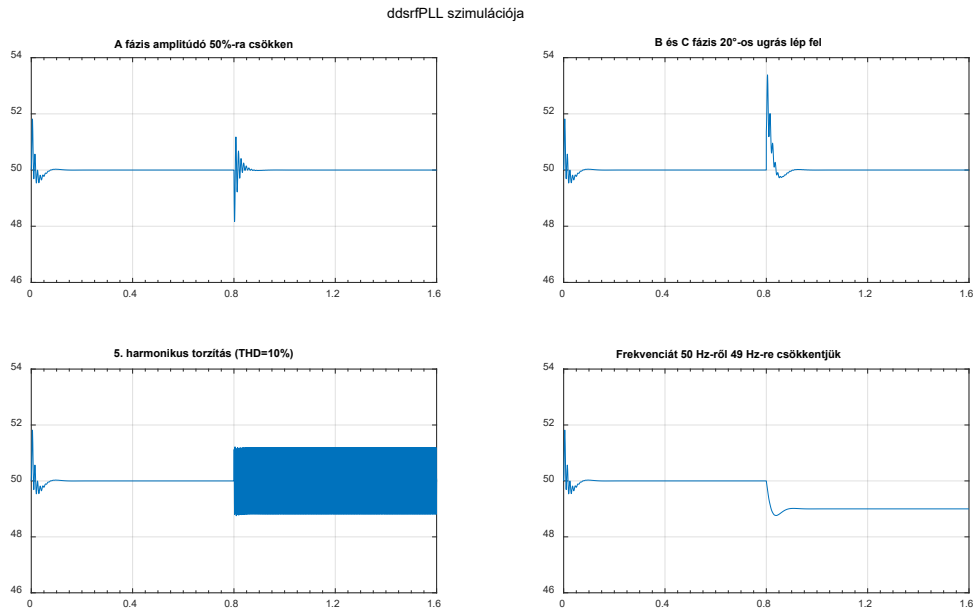 ddsrfPLL szimulációja
A fázis amplitúdó 50%-ra csökken
54
52
50
48
46
0 0.4 0.8 1.2 1.6
B és C fázis 20°-os ugrás lép fel
54
52
50
48
46
0 0.4 0.8 1.2 1.6
5. harmonikus torzítás (THD=10%)
54
52
50
48
46
0 0.4 0.8 1.2 1.6
Frekvenciát 50 Hz-ről 49 Hz-re csökkentjük
54
52
50
48
46
0 0.4 0.8 1.2 1.6